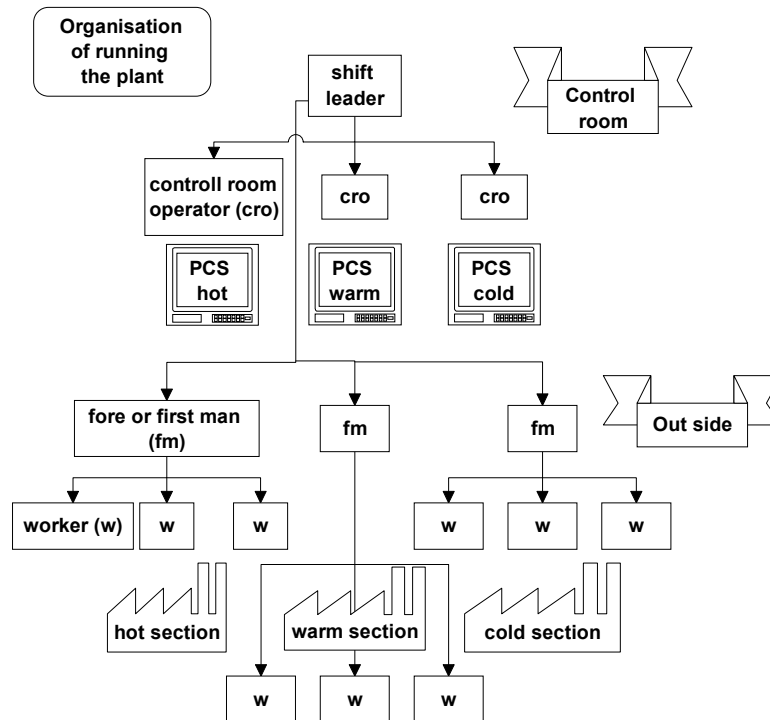 Organisation
of running
the plant
shift
leader
Control
room
controll room
operator (cro)
cro
cro
PCS
hot
PCS
warm
PCS
cold
fore or first man
(fm)
fm
fm
Out side
worker (w)
w
w
w
w
w
hot section
warm section
cold section
w
w
w